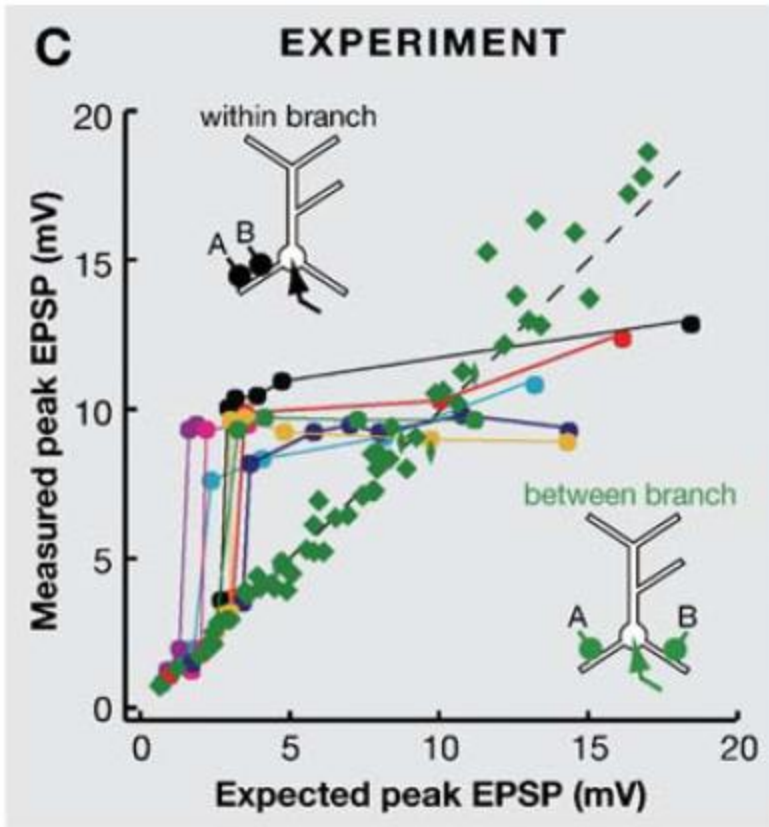 C
EXPERIMENT
within branch
A
B
between branch
A
B
Measured peak EPSP (mV)
20
15
10
5
0
0
5
10
15
20
Expected peak EPSP (mV)